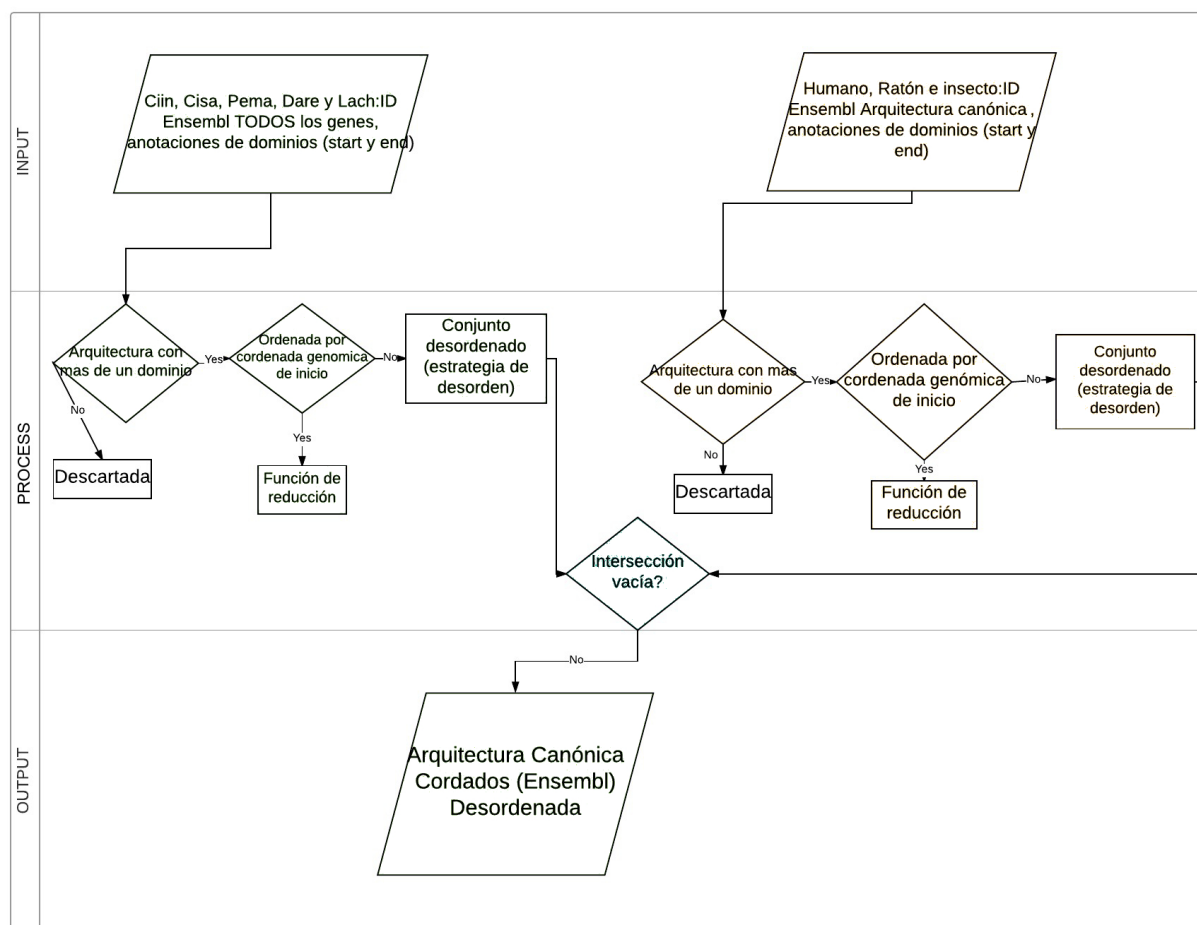 INPUT
Ciin, Cisa, Pema, Dare y Lach:ID
Ensembl TODOS los genes,
anotaciones de dominios (start y end)
Humano, Ratón e insecto:ID
Ensembl Arquitectura canónica ,
anotaciones de dominios (start y
end)
PROCESS
Arquitectura con
mas de un dominio
Yes
No
Descartada
Ordenada por
cordenada genomica
de inicio
No
Yes
Función de
reducción
Conjunto
desordenado
(estrategia de
desorden)
Arquitectura con mas
de un dominio
Yes
No
Descartada
Ordenada por
cordenada genómica
de inicio
No
Yes
Función de
reducción
Conjunto
desordenado
(estrategia de
desorden)
Intersección
vacía?
No
OUTPUT
Arquitectura Canónica
Cordados (Ensembl)
Desordenada